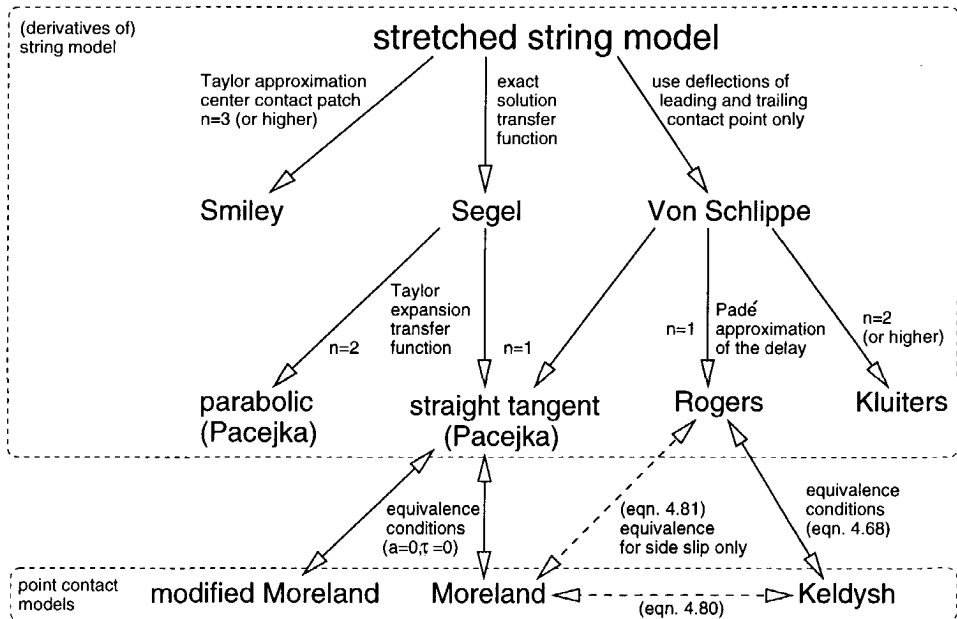 (derivatives of)
string model
stretched string model
Taylor approximation
center contact patch
n=3 (or higher)
exact
solution
transfer
function
use deflections of
leading and trailing
contact point only
Smiley
Segel
Von Schlippe
Taylor
expansion
transfer
function
n=2
n=1
n=1
Padé
approximation
of the delay
n=2
(or higher)
parabolic
(Pacejka)
straight tangent
(Pacejka)
Rogers
Kluiters
equivalence
conditions
(a=0,τ=0)
(eqn. 4.81)
equivalence
for side slip only
equivalence
conditions
(eqn. 4.68)
point contact
models
modified Moreland
Moreland
(eqn. 4.80)
Keldysh